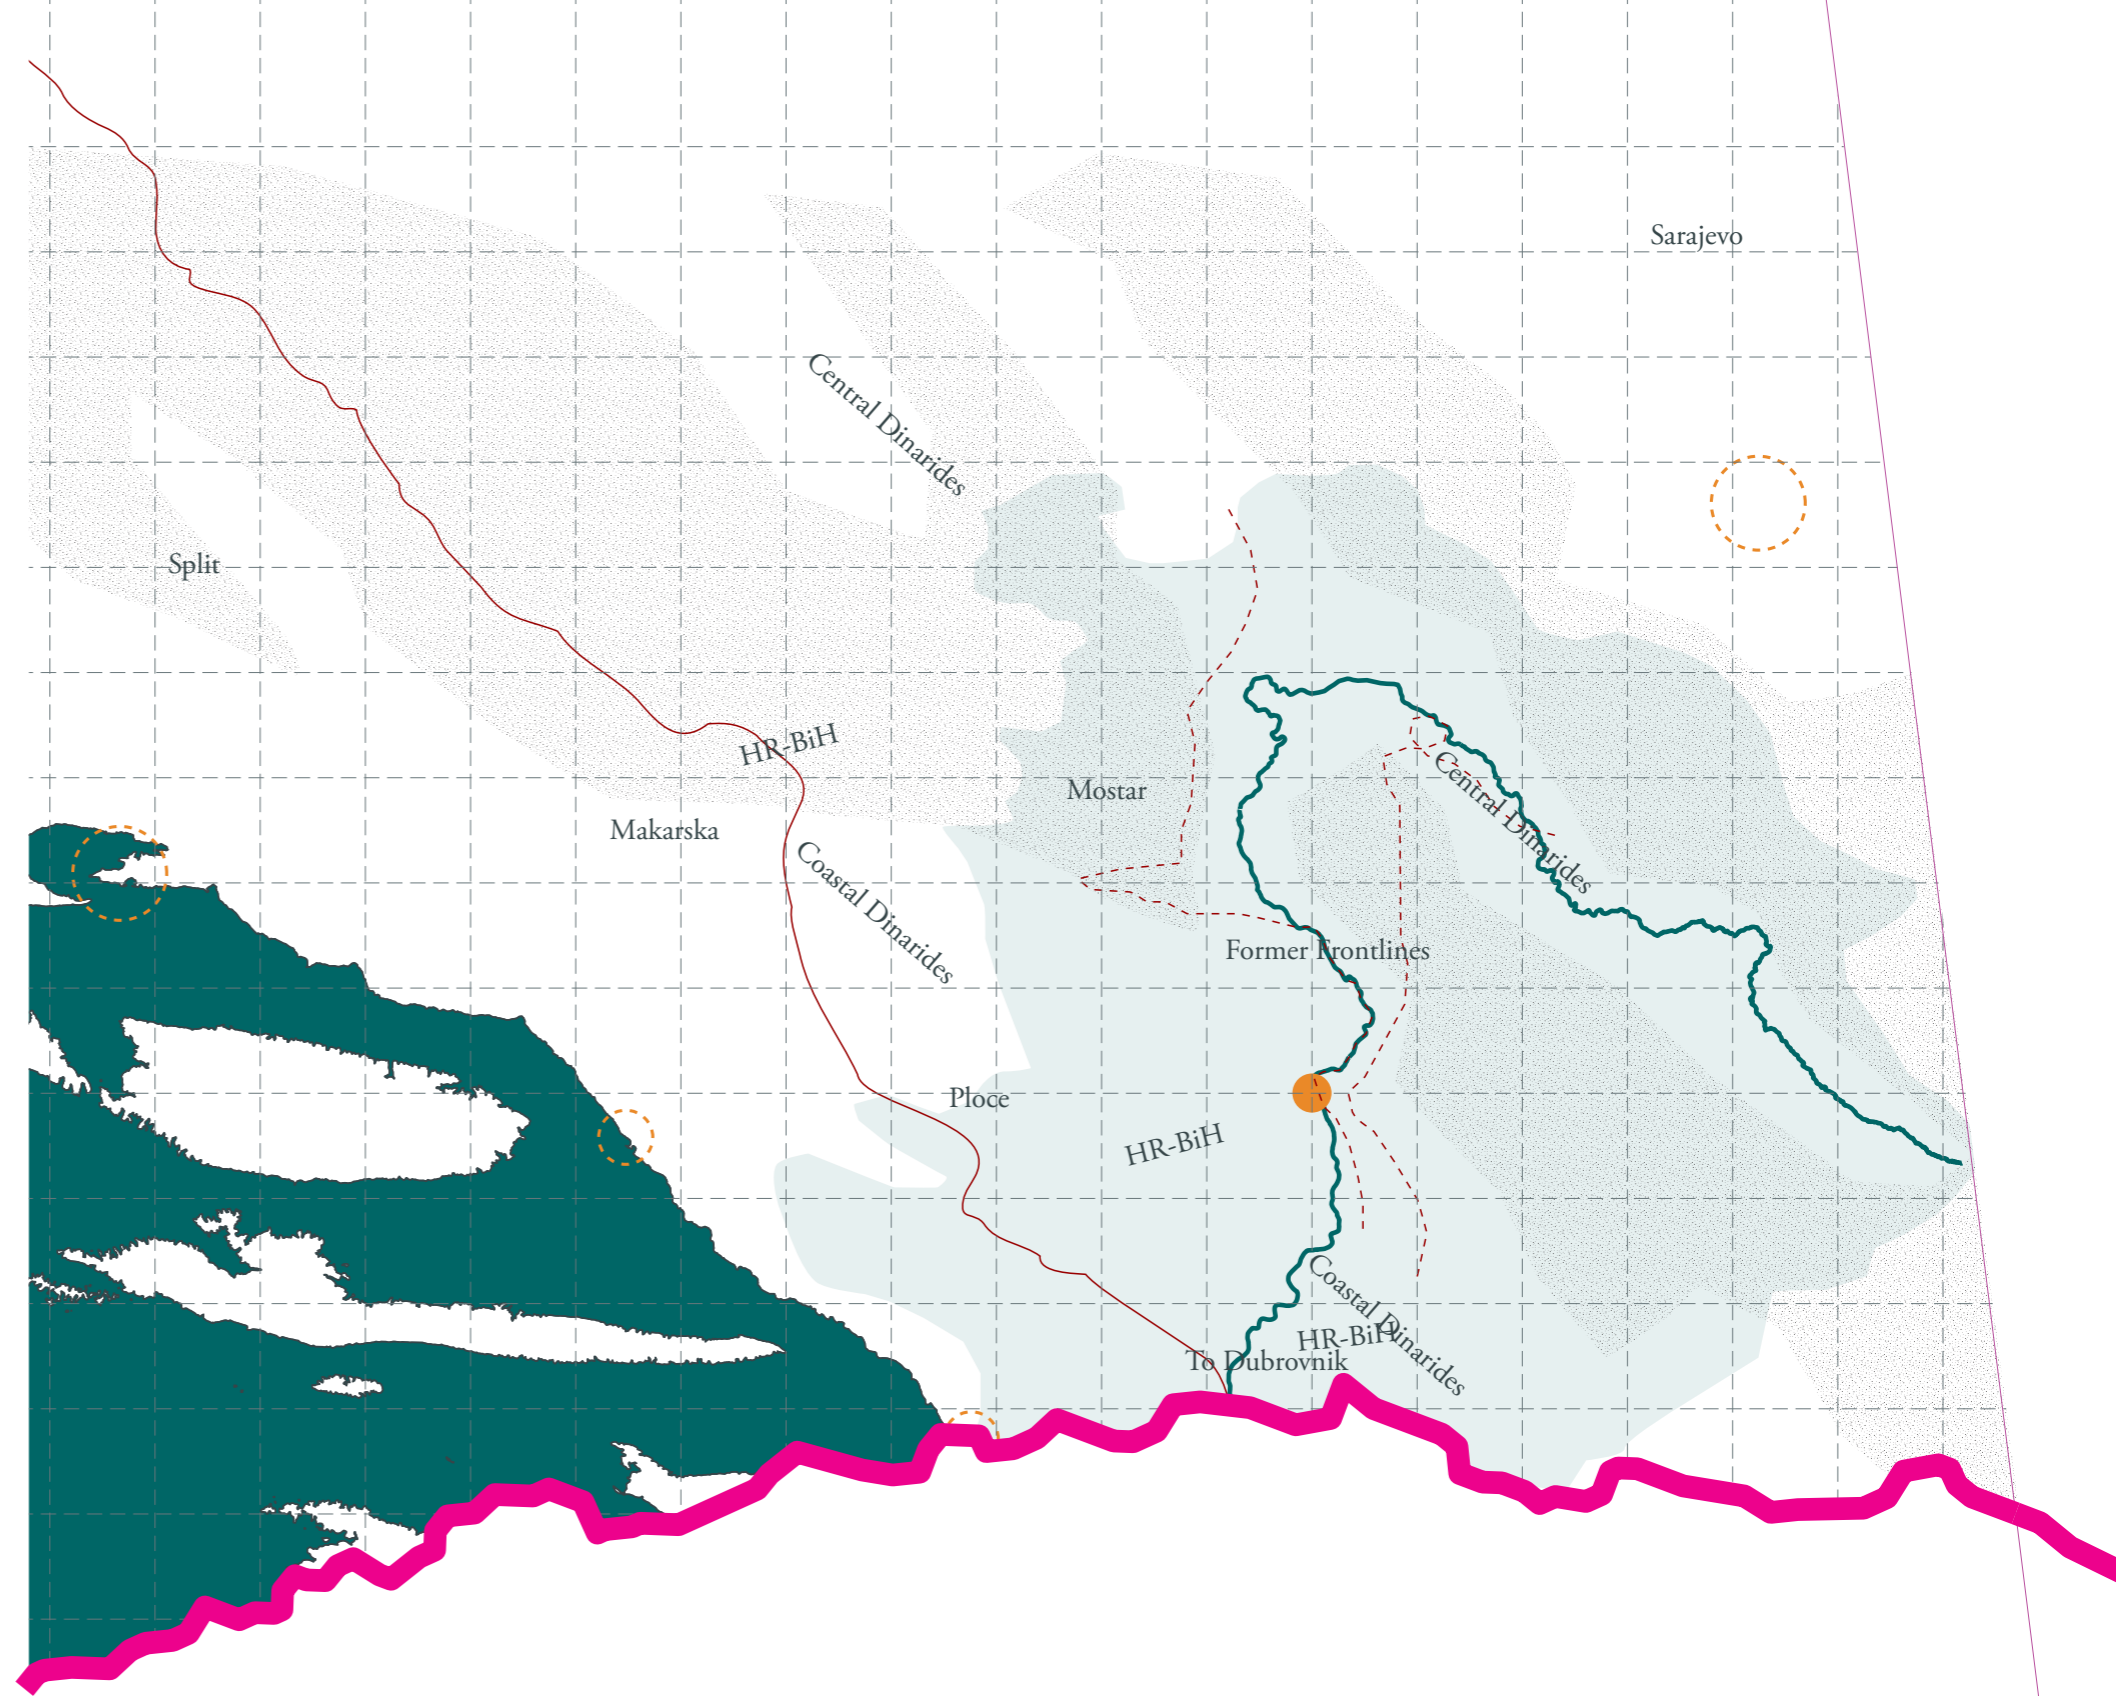 Sarajevo
Central Dinarides
Split
HR-BiH
Mostar
Makarska
Central Dinarides
Coastal Dinarides
Former Frontlines
Ploce
HR-BiH
Coastal Dinarides
HR-BiH
To Dubrovnik